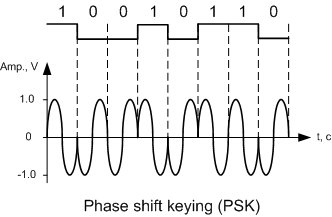 1 0 0 1 0 1 1 0
Amp., V
1.0
0
t, c
-1.0
Phase shift keying (PSK)